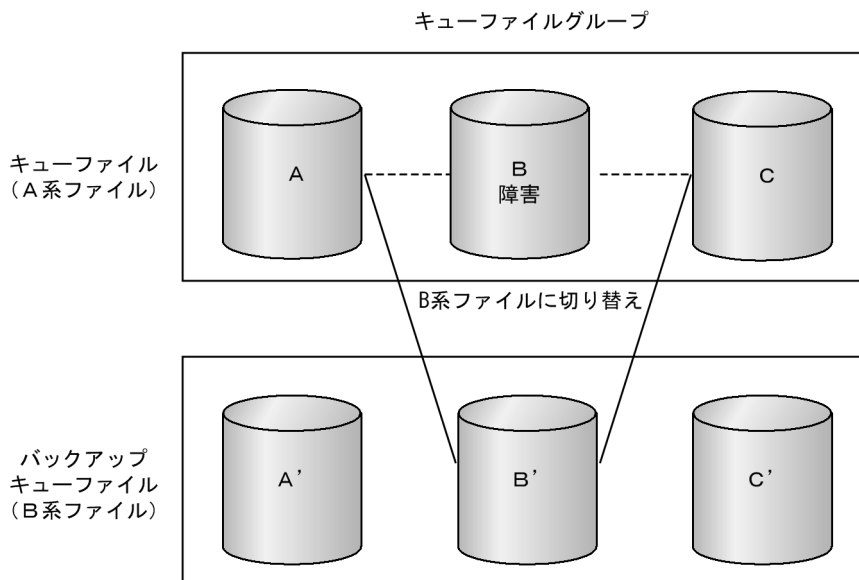 キューファイルグループ
キューファイル
（A系ファイル）
A
B
障害
C
B系ファイルに切り替え
バックアップ
キューファイル
（B系ファイル）
A’
B’
C’